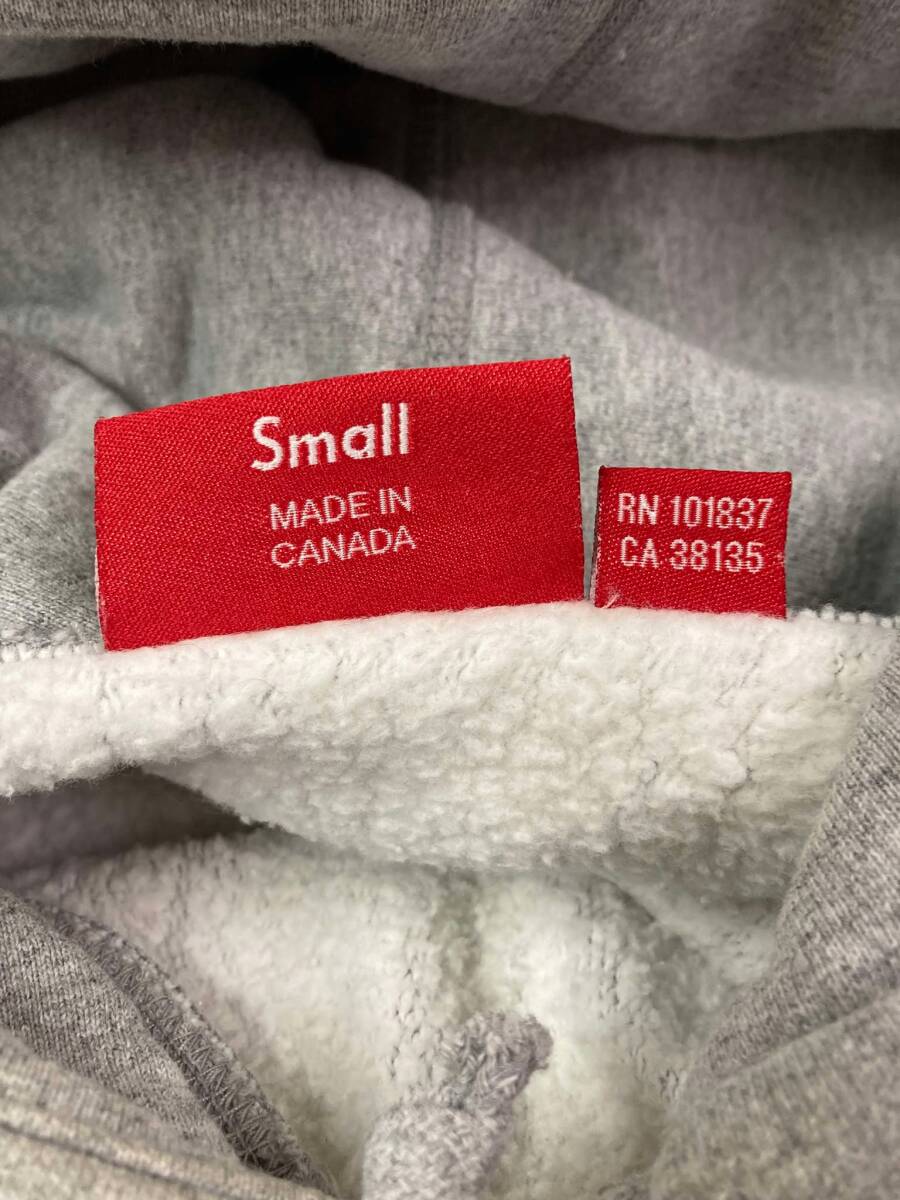 Small
MADE IN
CANADA
RN 101837
CA 38135